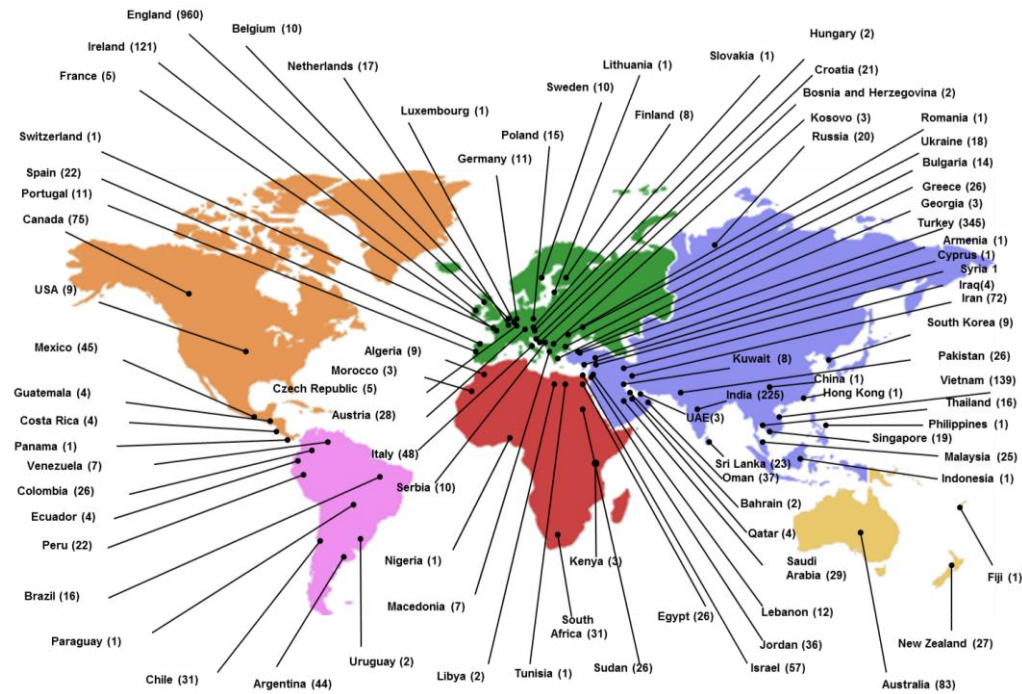 England (960)
Belgium (10)
Ireland (121)
France (5)
Netherlands (17)
Luxembourg (1)
Switzerland (1)
Spain (22)
Portugal (11)
Canada (75)
USA (9)
Mexico (45)
Guatemala (4)
Costa Rica (4)
Panama (1)
Venezuela (7)
Colombia (26)
Ecuador (4)
Peru (22)
Brazil (16)
Paraguay (1)
Chile (31)
Argentina (44)
Uruguay (2)
Germany (11)
Poland (15)
Sweden (10)
Lithuania (1)
Finland (8)
Slovakia (1)
Hungary (2)
Croatia (21)
Bosnia and Herzegovina (2)
Kosovo (3)
Russia (20)
Romania (1)
Ukraine (18)
Bulgaria (14)
Greece (26)
Georgia (3)
Turkey (345)
Armenia (1)
Cyprus (1)
Syria 1
Iraq(4)
Iran (72)
South Korea (9)
Pakistan (26)
China (1)
Vietnam (139)
Hong Kong (1)
Thailand (16)
Philippines (1)
Singapore (19)
Malaysia (25)
Indonesia (1)
Kuwait (8)
India (225)
UAE(3)
Sri Lanka (23)
Oman (37)
Bahrain (2)
Qatar (4)
Saudi
Arabia (29)
Lebanon (12)
Jordan (36)
Israel (57)
Egypt (26)
Algeria (9)
Morocco (3)
Czech Republic (5)
Austria (28)
Italy (48)
Serbia (10)
Nigeria (1)
Macedonia (7)
Libya (2)
Tunisia (1)
Sudan (26)
Kenya (3)
South
Africa (31)
Fiji (1)
New Zealand (27)
Australia (83)